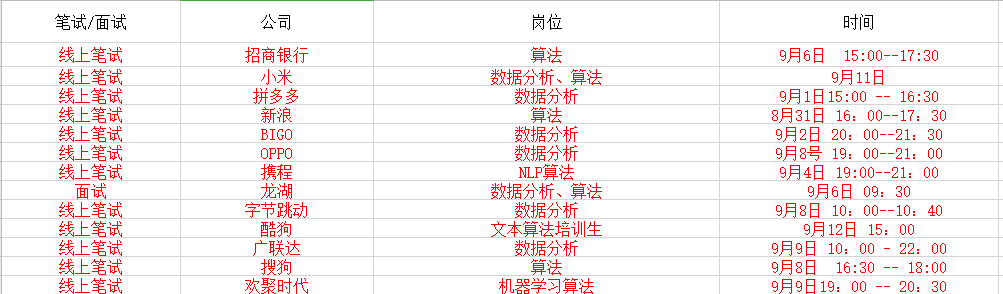 笔试/面试 公司 岗位 时间
线上笔试 招商银行 算法 9月6日 15:00--17:30
线上笔试 小米 数据分析、算法 9月11日
线上笔试 拼多多 数据分析 9月1日15:00 -- 16:30
线上笔试 新浪 算法 8月31日 16：00--17：30
线上笔试 BIGO 数据分析 9月2日 20：00--21：30
线上笔试 OPPO 数据分析 9月8号 19：00--21：00
线上笔试 携程 NLP算法 9月4日 19:00--21：00
面试 龙湖 数据分析、算法 9月6日 09：30
线上笔试 字节跳动 数据分析 9月8日 10：00--10：40
线上笔试 酷狗 文本算法培训生 9月12日 15：00
线上笔试 广联达 数据分析 9月9日 10：00 - 22：00
线上笔试 搜狗 算法 9月8日 16:30 -- 18:00
线上笔试 欢聚时代 机器学习算法 9月9日19：00 -- 20：30